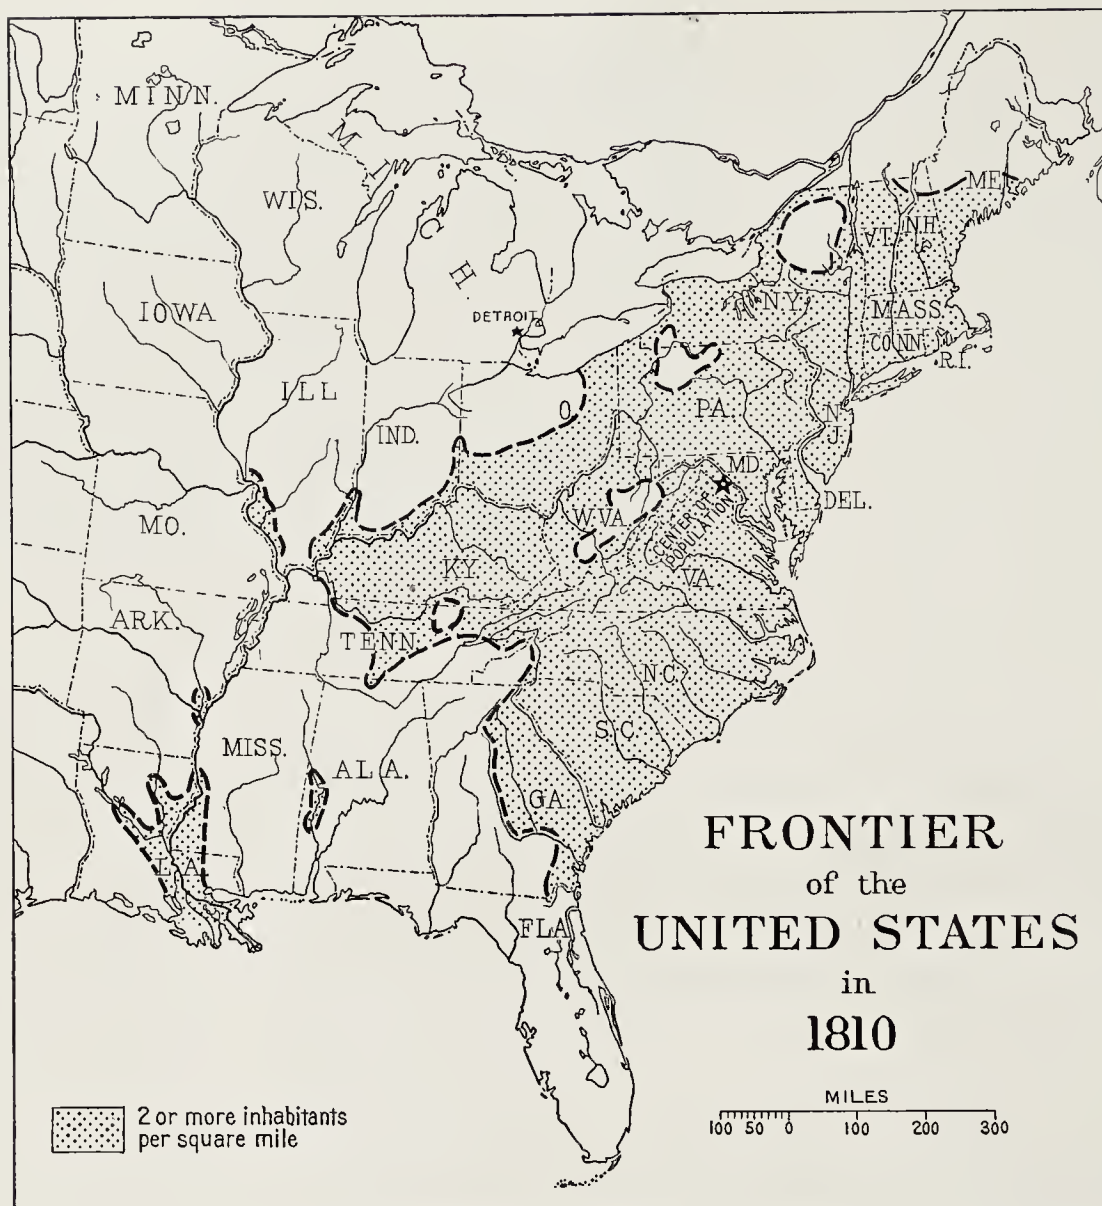 MINN.
WIS.
MICH.
ME.
VT.
N.H.
IOWA
DETROIT
N.Y.
MASS.
CONN.
R.I.
ILL
IND.
O.
PA.
N.
J.
MD.
DEL.
MO.
W.VA.
CENTER OF
POPULATION
KY.
VA.
ARK.
TENN.
N.C.
MISS.
ALA.
S.C.
GA.
LA.
FLA.
FRONTIER
of the
UNITED STATES
in
1810
2 or more inhabitants
per square mile
MILES
100 50 0 100 200 300